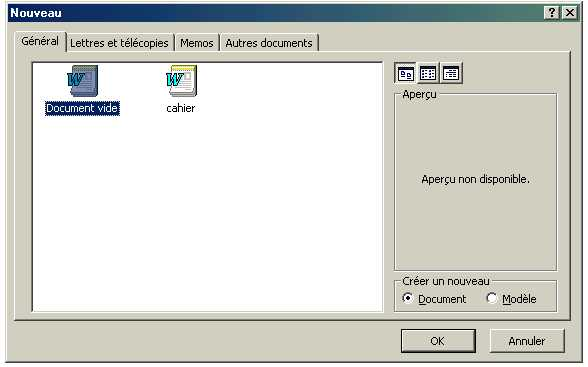 Nouveau
Général Lettres et télécopies Memos Autres documents
Document vide cahier
Aperçu
Aperçu non disponible.
Créer un nouveau
Document Modèle
OK Annuler